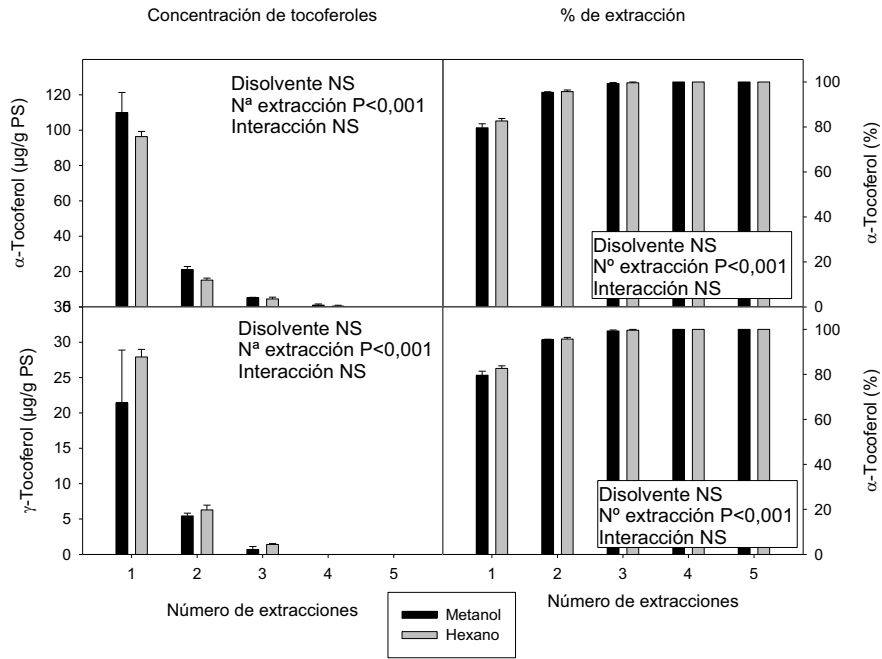 Concentración de tocoferoles
% de extracción
α-Tocoferol (µg/g PS)
120
100
80
60
40
20
Disolvente NS
Nª extracción P<0,001
Interacción NS
100
80
60
40
20
0
α-Tocoferol (%)
Disolvente NS
Nº extracción P<0,001
Interacción NS
γ-Tocoferol (µg/g PS)
30
25
20
15
10
5
0
Disolvente NS
Nª extracción P<0,001
Interacción NS
100
80
60
40
20
0
α-Tocoferol (%)
Disolvente NS
Nº extracción P<0,001
Interacción NS
1 2 3 4 5
1 2 3 4 5
Número de extracciones
Número de extracciones
Metanol
Hexano